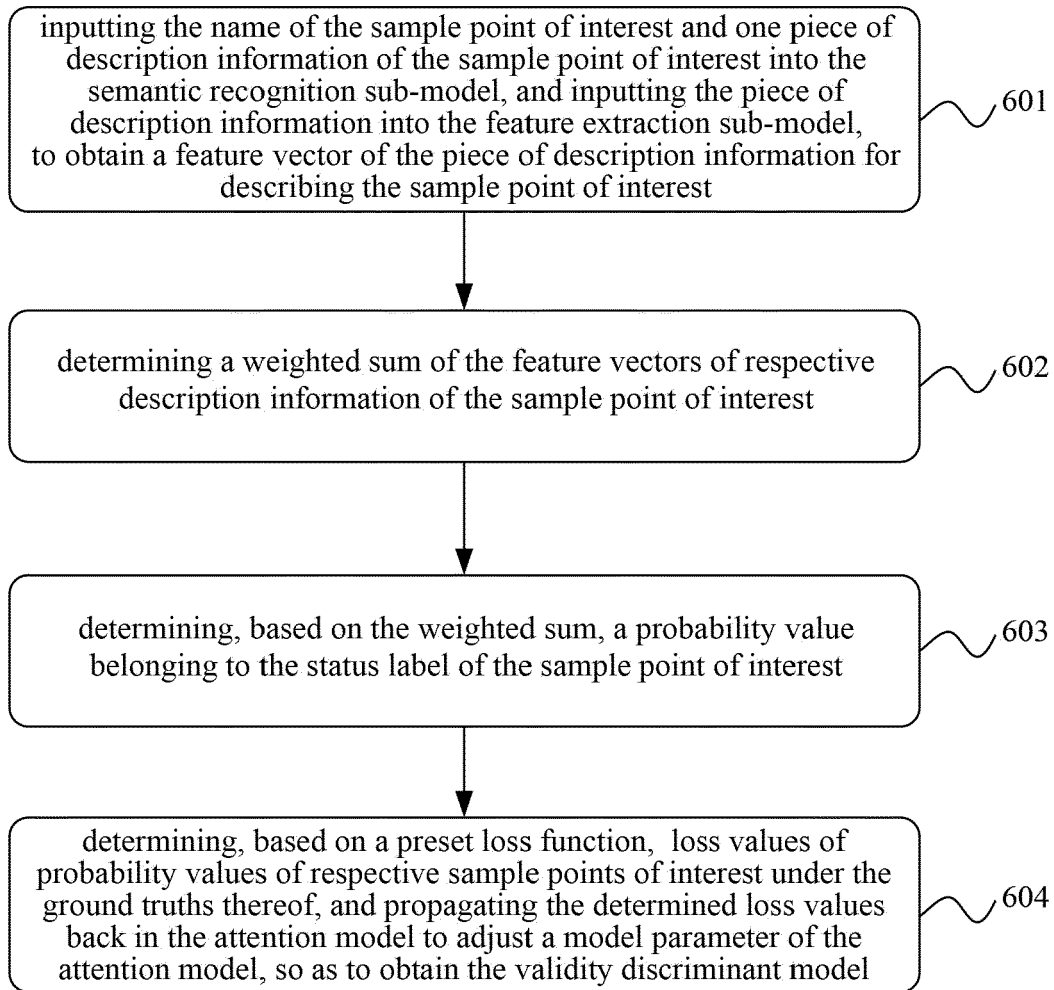 inputting the name of the sample point of interest and one piece of
description information of the sample point of interest into the
semantic recognition sub-model, and inputting the piece of
description information into the feature extraction sub-model,
to obtain a feature vector of the piece of description information for
describing the sample point of interest
601
determining a weighted sum of the feature vectors of respective
description information of the sample point of interest
602
determining, based on the weighted sum, a probability value
belonging to the status label of the sample point of interest
603
determining, based on a preset loss function, loss values of
probability values of respective sample points of interest under the
ground truths thereof, and propagating the determined loss values
back in the attention model to adjust a model parameter of the
attention model, so as to obtain the validity discriminant model
604